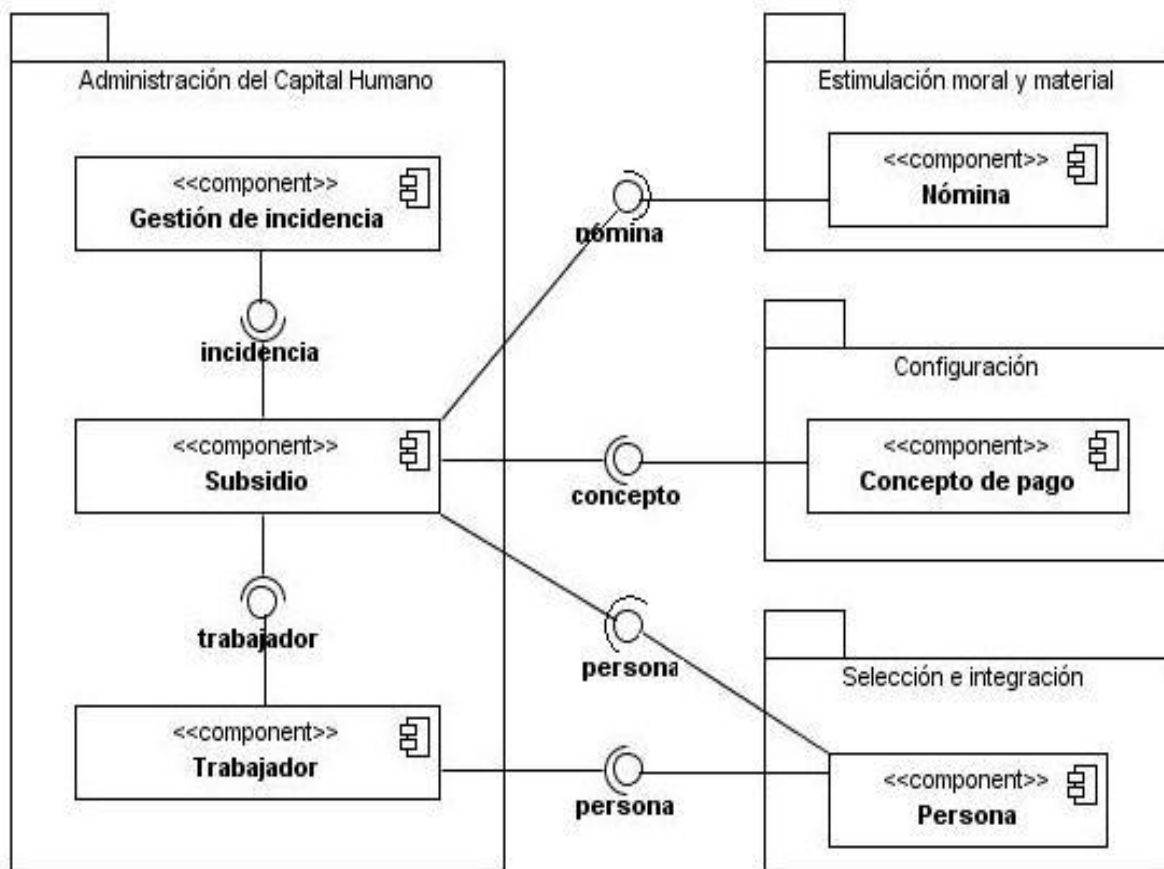 Administración del Capital Humano
<<component>>
Gestión de incidencia
incidencia
<<component>>
Subsidio
trabajador
<<component>>
Trabajador
nómina
concepto
persona
persona
Estimulación moral y material
<<component>>
Nómina
Configuración
<<component>>
Concepto de pago
Selección e integración
<<component>>
Persona